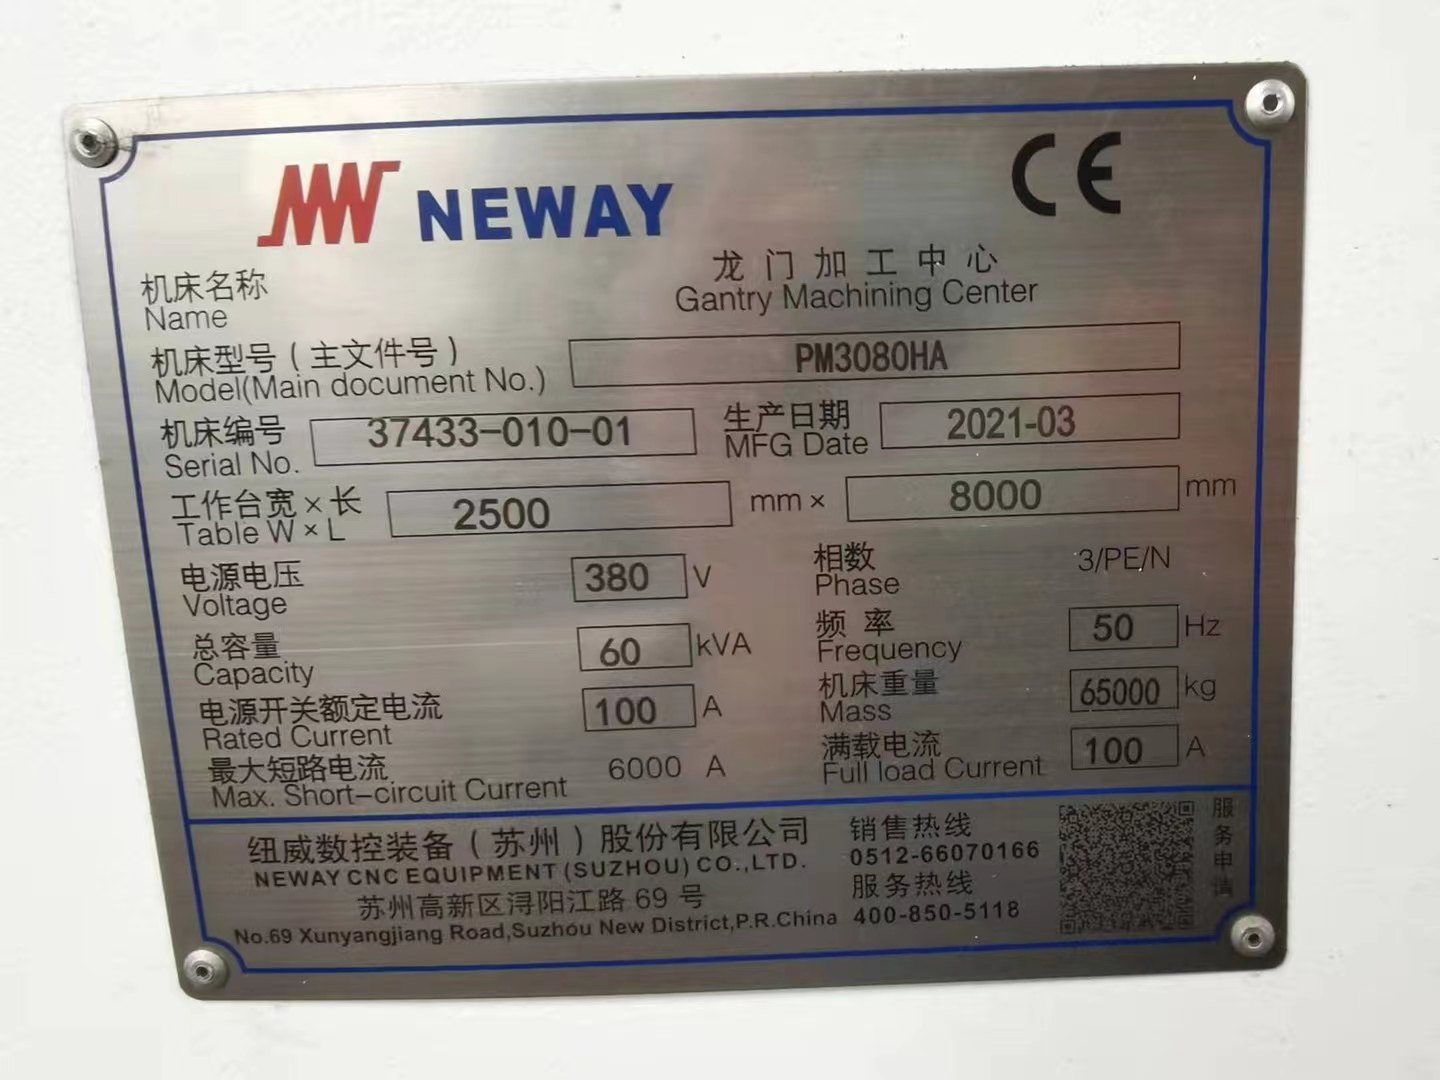 NEWAY
CE
龙门加工中心
Gantry Machining Center
机床名称
Name
机床型号(主文件号) PM3080HA
Model(Main document No.)
机床编号 37433-010-01 生产日期 2021-03
Serial No. MFG Date
工作台宽×长 2500 mm× 8000 mm
Table W×L
电源电压 380 V 相数 3/PE/N
Voltage Phase
总容量 60 kVA 频率 50 Hz
Capacity Frequency
电源开关额定电流 100 A 机床重量 65000 kg
Rated Current Mass
最大短路电流 6000 A 满载电流 100 A
Max. Short-circuit Current Full load Current
纽威数控装备(苏州)股份有限公司
NEWAY CNC EQUIPMENT (SUZHOU) CO.,LTD.
苏州高新区浔阳江路 69 号
No.69 Xunyangjiang Road,Suzhou New District,P.R.China
销售热线
0512-66070166
服务热线
400-850-5118
服务申请